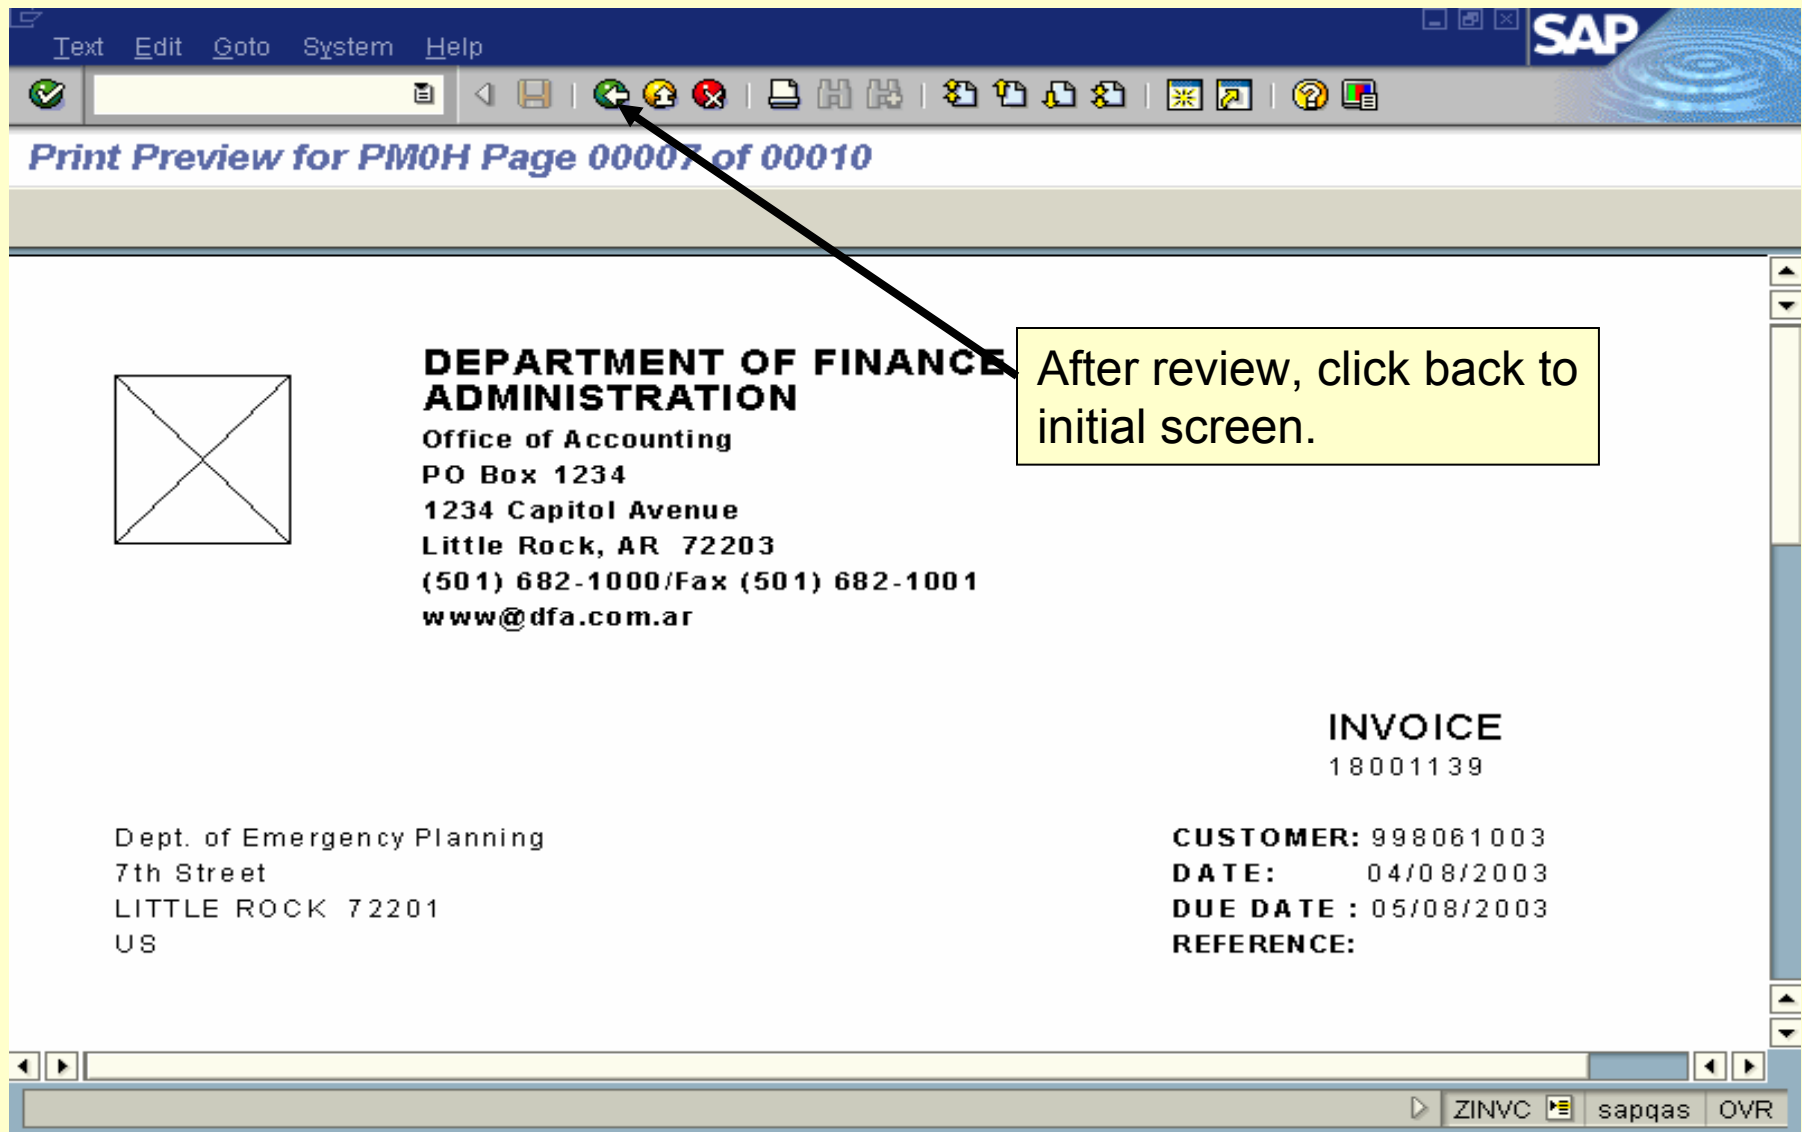 Text Edit Goto System Help
SAP
Print Preview for PM0H Page 00007 of 00010
DEPARTMENT OF FINANCE
ADMINISTRATION
Office of Accounting
PO Box 1234
1234 Capitol Avenue
Little Rock, AR 72203
(501) 682-1000/Fax (501) 682-1001
www@dfa.com.ar
After review, click back to
initial screen.
INVOICE
18001139
Dept. of Emergency Planning
7th Street
LITTLE ROCK 72201
US
CUSTOMER: 998061003
DATE: 04/08/2003
DUE DATE : 05/08/2003
REFERENCE:
ZINVC sapqas OVR